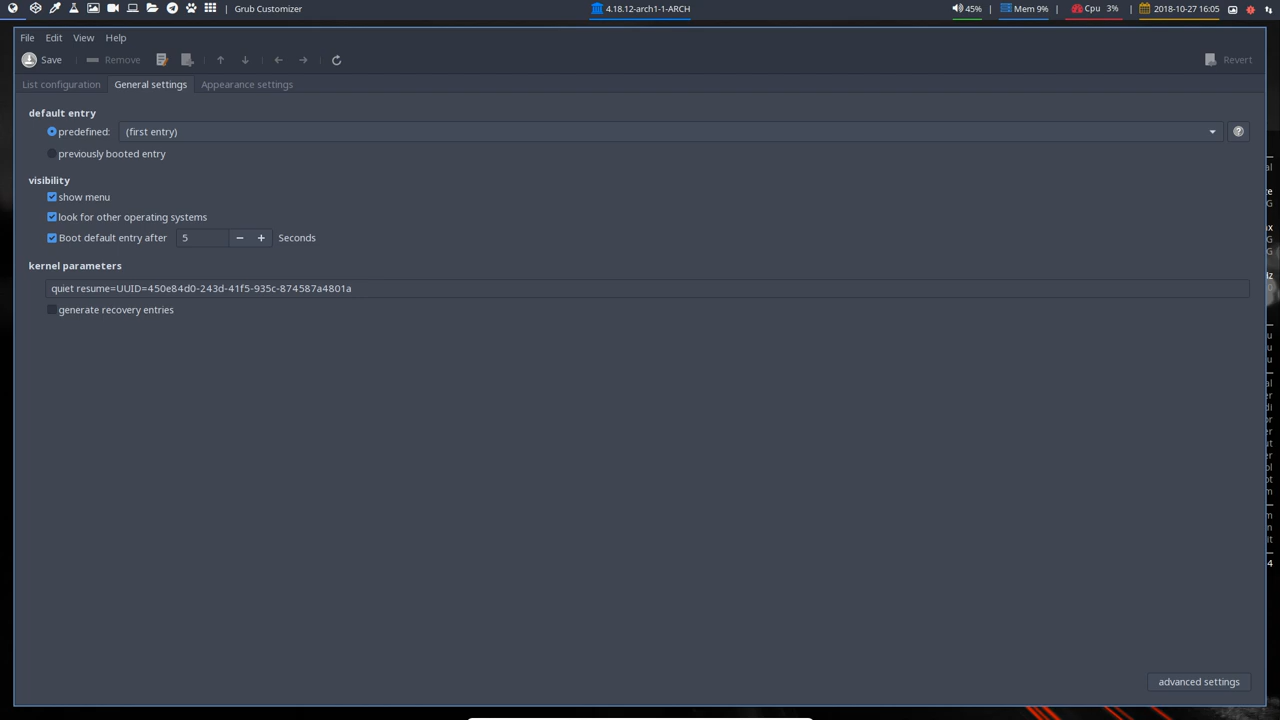 Grub Customizer 4.18.12-arch1-1-ARCH 45% | Mem 9% | Cpu 3% | 2018-10-27 16:05
File Edit View Help
Save Remove Revert
List configuration General settings Appearance settings
default entry
predefined: (first entry)
previously booted entry
visibility
show menu
look for other operating systems
Boot default entry after 5 Seconds
kernel parameters
quiet resume=UUID=450e84d0-243d-41f5-935c-874587a4801a
generate recovery entries
advanced settings